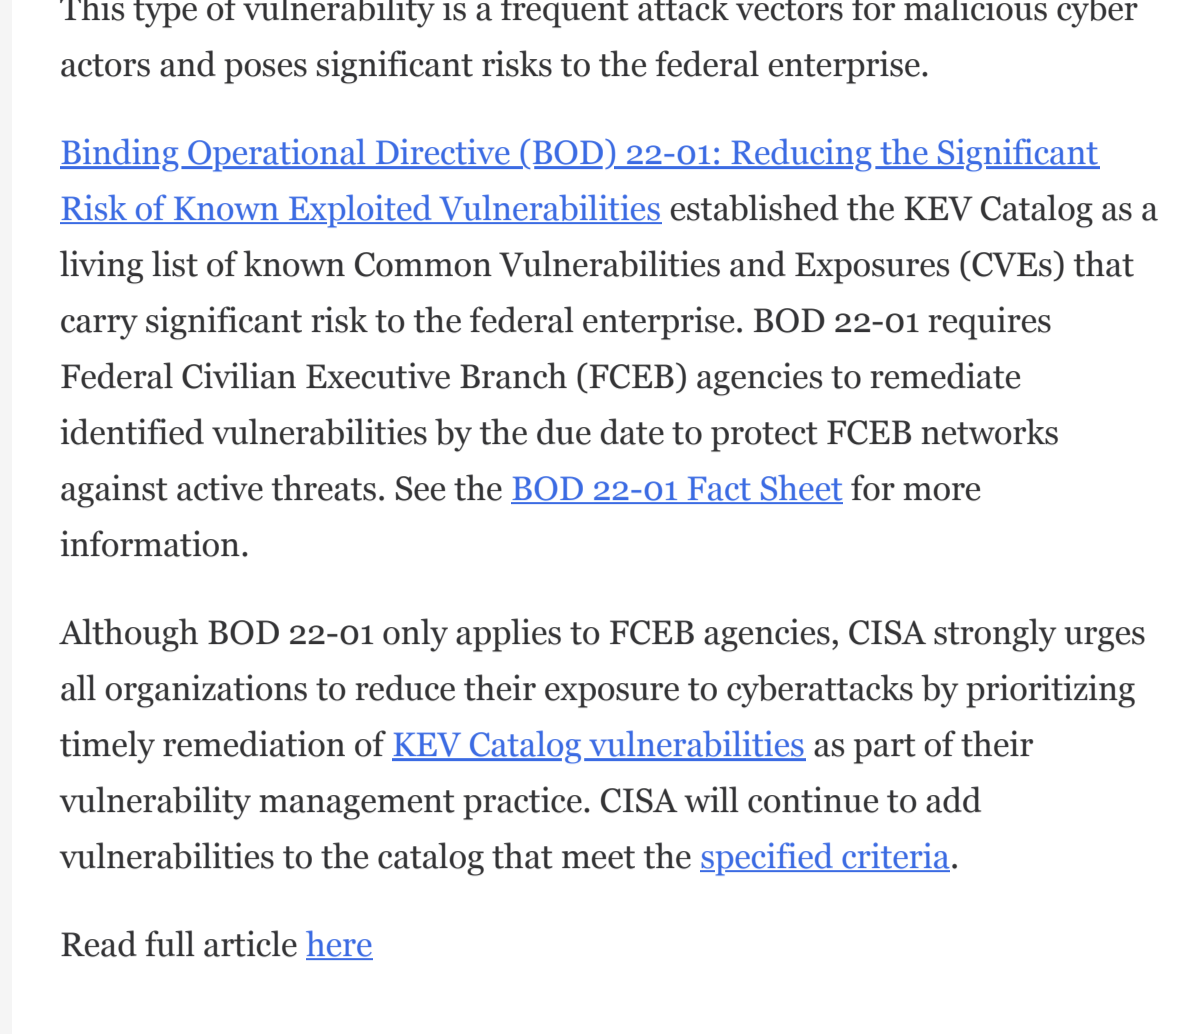 This type of vulnerability is a frequent attack vectors for malicious cyber
actors and poses significant risks to the federal enterprise.
Binding Operational Directive (BOD) 22-01: Reducing the Significant
Risk of Known Exploited Vulnerabilities established the KEV Catalog as a
living list of known Common Vulnerabilities and Exposures (CVEs) that
carry significant risk to the federal enterprise. BOD 22-01 requires
Federal Civilian Executive Branch (FCEB) agencies to remediate
identified vulnerabilities by the due date to protect FCEB networks
against active threats. See the BOD 22-01 Fact Sheet for more
information.
Although BOD 22-01 only applies to FCEB agencies, CISA strongly urges
all organizations to reduce their exposure to cyberattacks by prioritizing
timely remediation of KEV Catalog vulnerabilities as part of their
vulnerability management practice. CISA will continue to add
vulnerabilities to the catalog that meet the specified criteria.
Read full article here